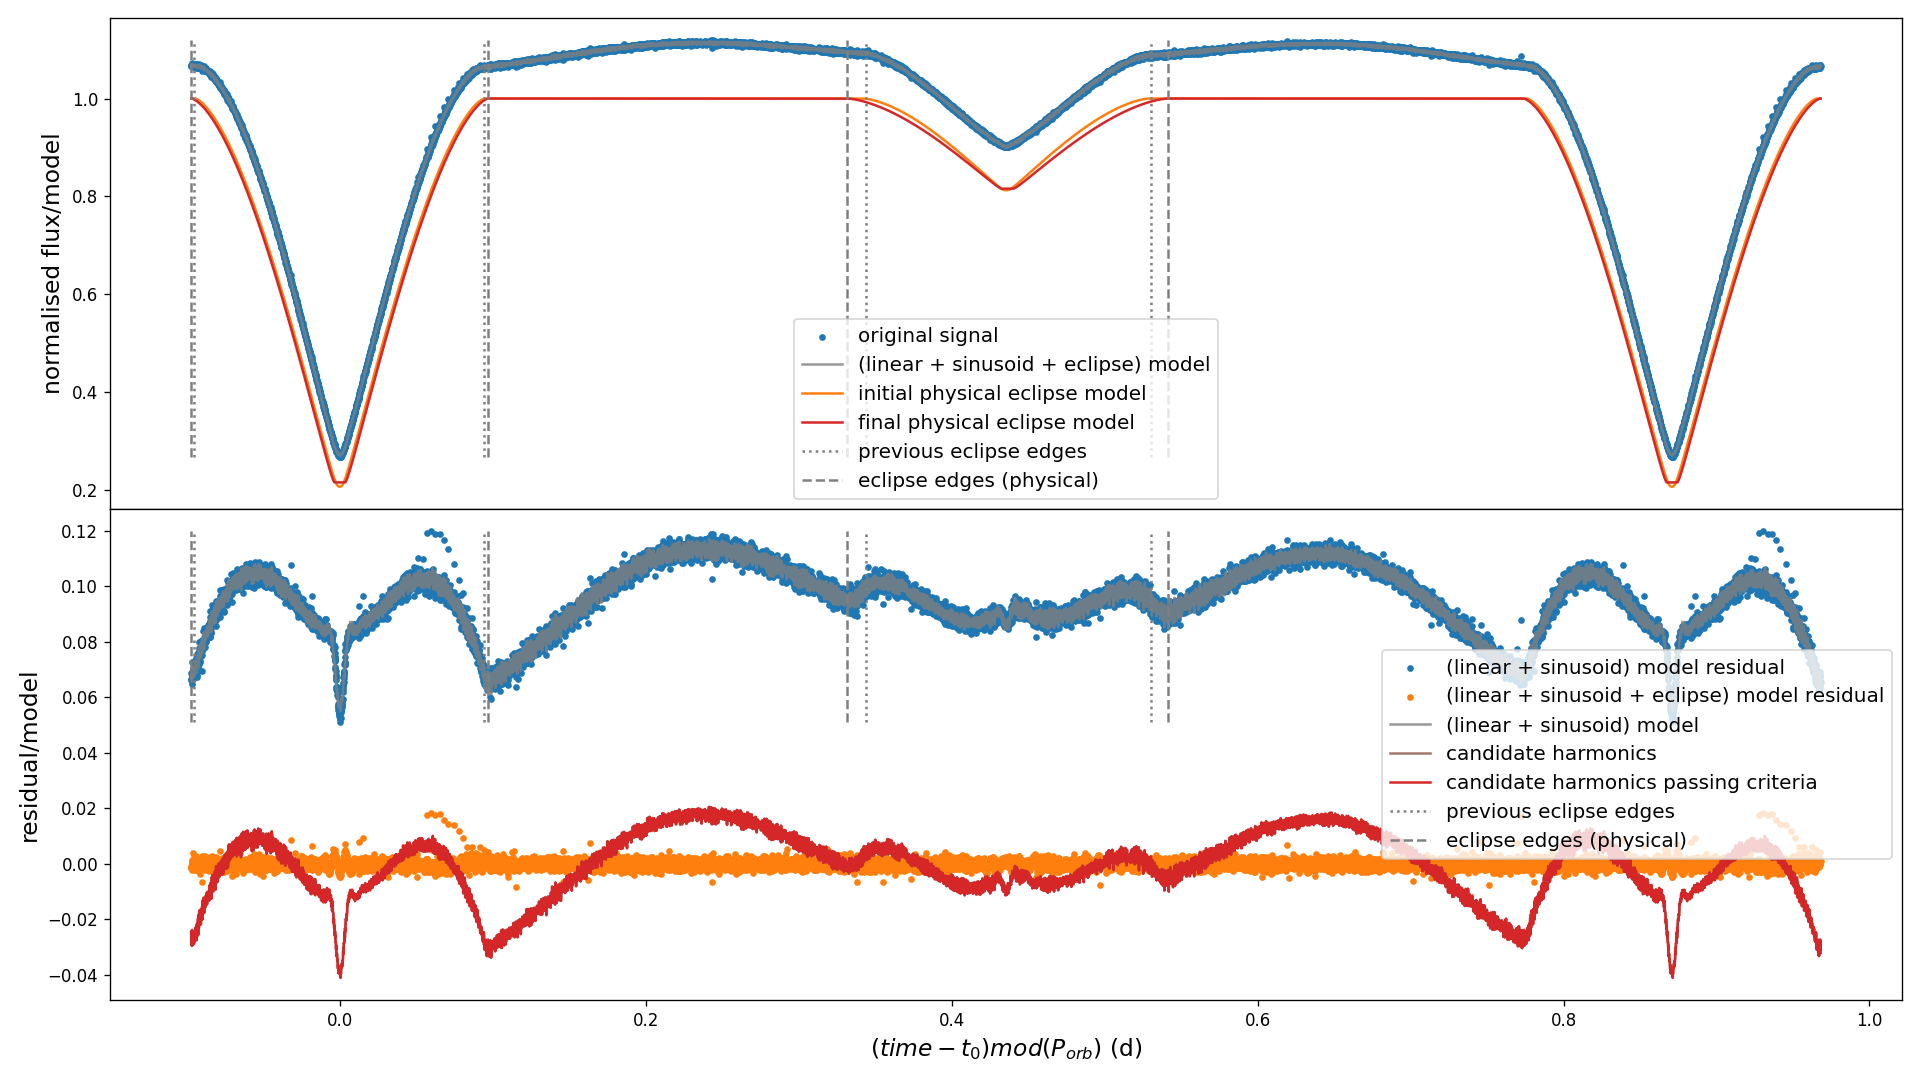 normalised flux/model
1.0
0.8
0.6
0.4
0.2
original signal
(linear + sinusoid + eclipse) model
initial physical eclipse model
final physical eclipse model
previous eclipse edges
eclipse edges (physical)
residual/model
0.12
0.10
0.08
0.06
0.04
0.02
0.00
−0.02
−0.04
(linear + sinusoid) model residual
(linear + sinusoid + eclipse) model residual
(linear + sinusoid) model
candidate harmonics
candidate harmonics passing criteria
previous eclipse edges
eclipse edges (physical)
0.0 0.2 0.4 0.6 0.8 1.0
(time − t₀)mod(P_orb) (d)